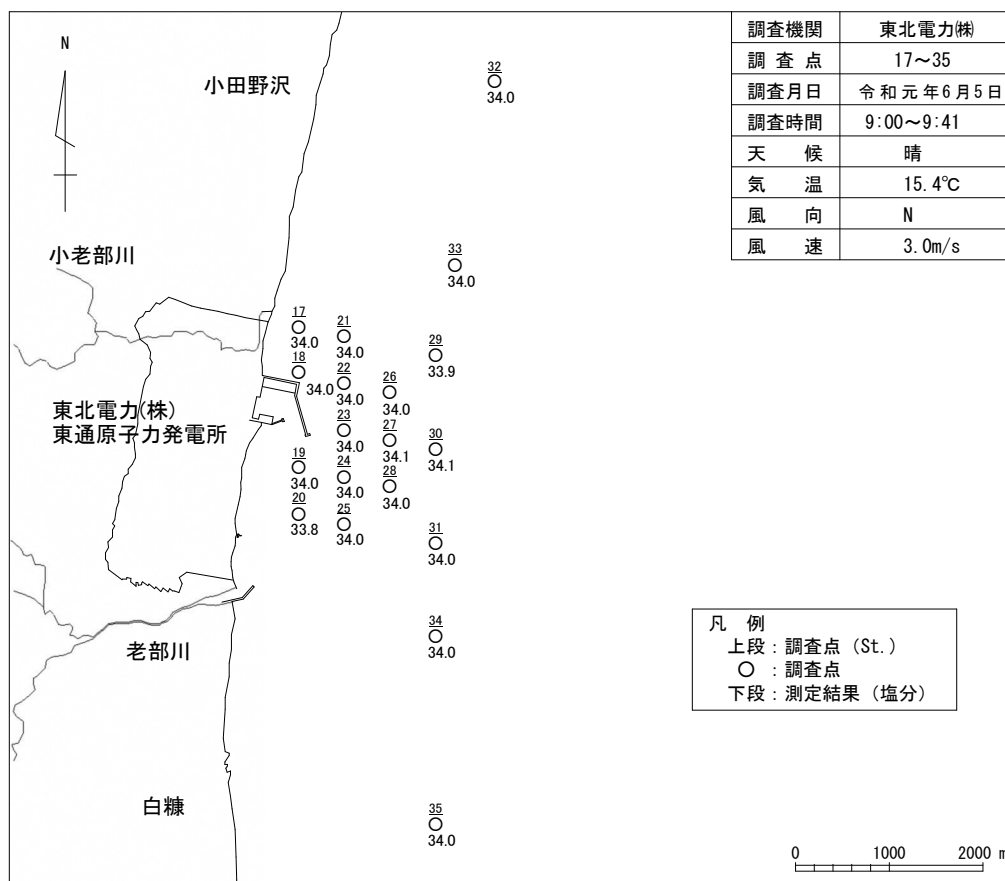 調査機関 東北電力㈱
調査点 17～35
調査月日 令和元年6月5日
調査時間 9:00～9:41
天候 晴
気温 15.4℃
風向 N
風速 3.0m/s
N
小田野沢
32
34.0
小老部川
33
34.0
17
34.0
21
34.0
29
33.9
18
34.0
22
34.0
26
34.0
東北電力(株)
東通原子力発電所
23
34.0
27
34.1
30
34.1
19
34.0
24
34.0
28
34.0
20
33.8
25
34.0
31
34.0
34
34.0
老部川
凡例
上段：調査点（St.）
○：調査点
下段：測定結果（塩分）
白糠
35
34.0
0 1000 2000 m